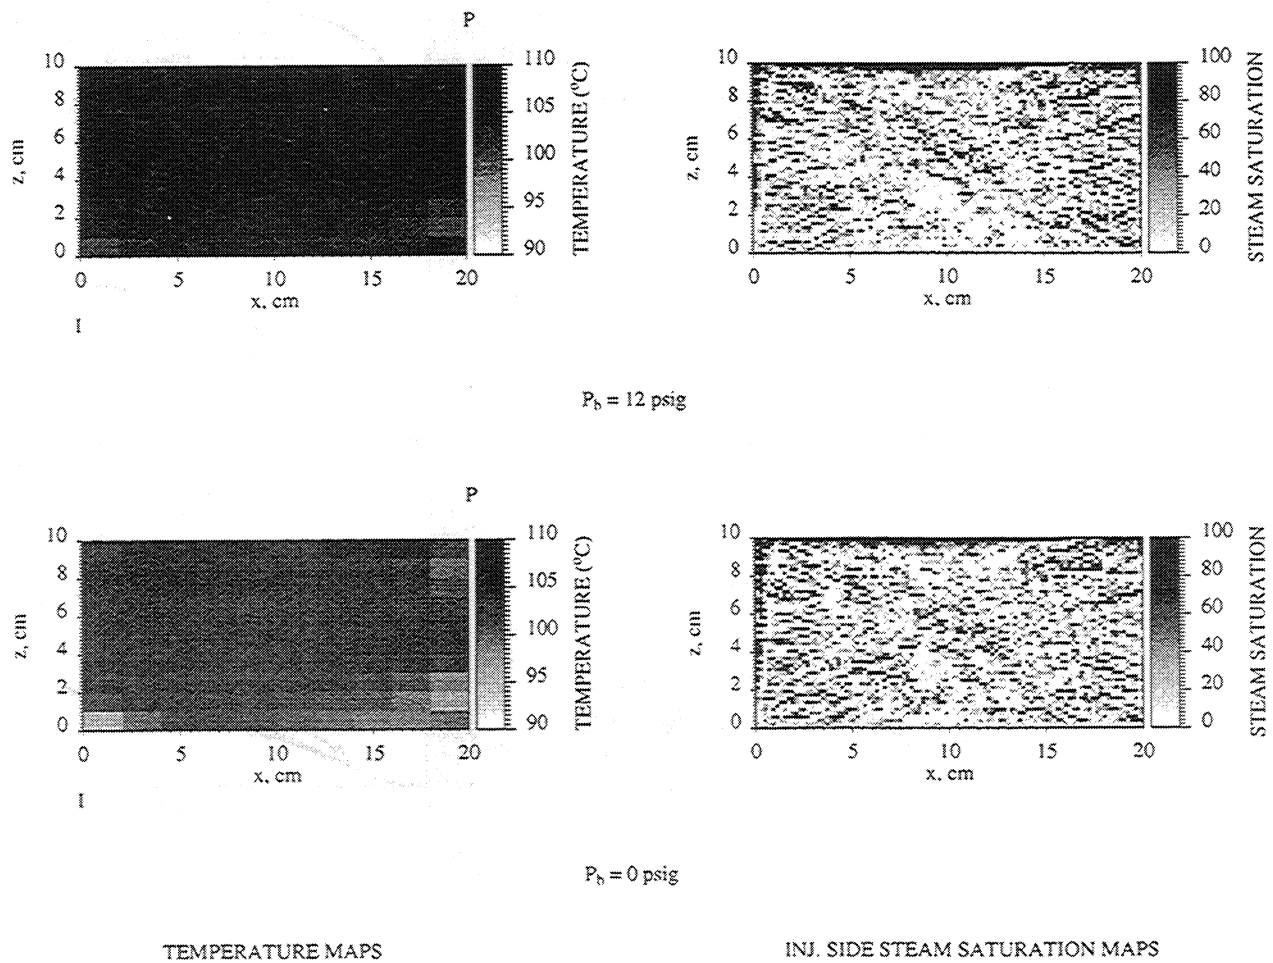 P
10
8
6
4
2
0
z, cm
0 5 10 15 20
x, cm
I
110
105
100
95
90
TEMPERATURE (°C)
10
8
6
4
2
0
z, cm
0 5 10 15 20
x, cm
100
80
60
40
20
0
STEAM SATURATION
P_b = 12 psig
P
10
8
6
4
2
0
z, cm
0 5 10 15 20
x, cm
I
110
105
100
95
90
TEMPERATURE (°C)
10
8
6
4
2
0
z, cm
0 5 10 15 20
x, cm
100
80
60
40
20
0
STEAM SATURATION
P_b = 0 psig
TEMPERATURE MAPS
INJ. SIDE STEAM SATURATION MAPS